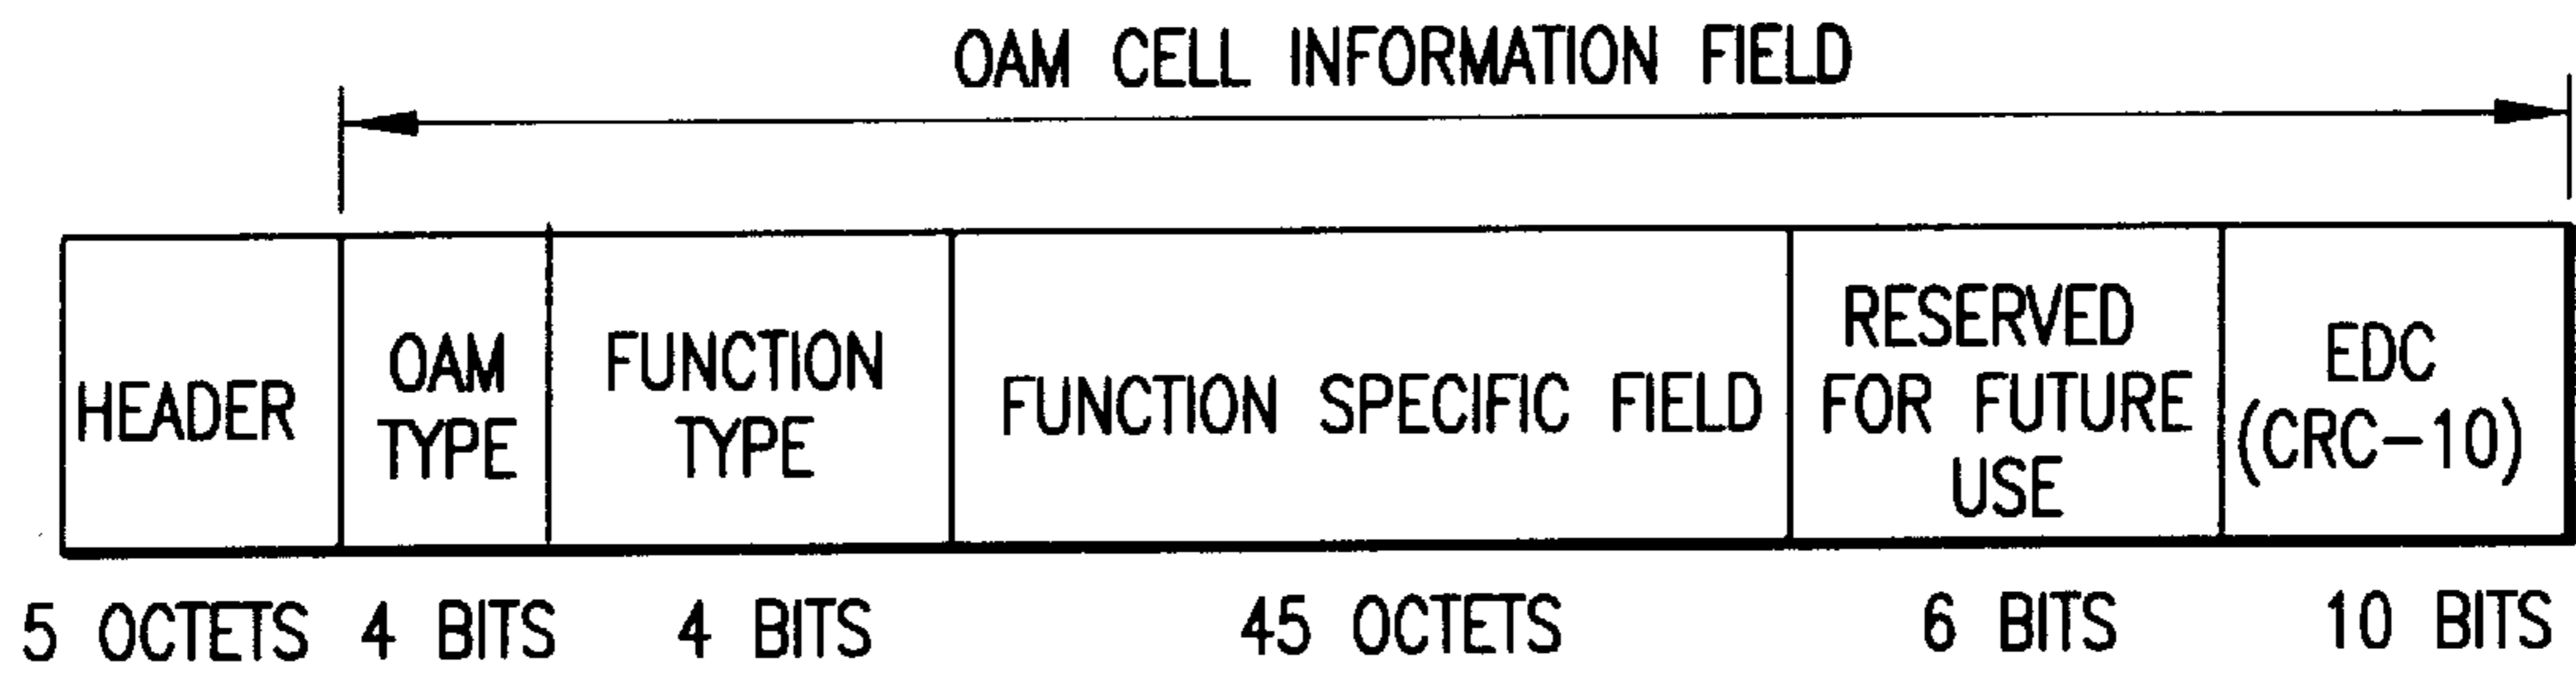 OAM CELL INFORMATION FIELD
HEADER
OAM
TYPE
FUNCTION
TYPE
FUNCTION SPECIFIC FIELD
RESERVED
FOR FUTURE
USE
EDC
(CRC-10)
5 OCTETS
4 BITS
4 BITS
45 OCTETS
6 BITS
10 BITS